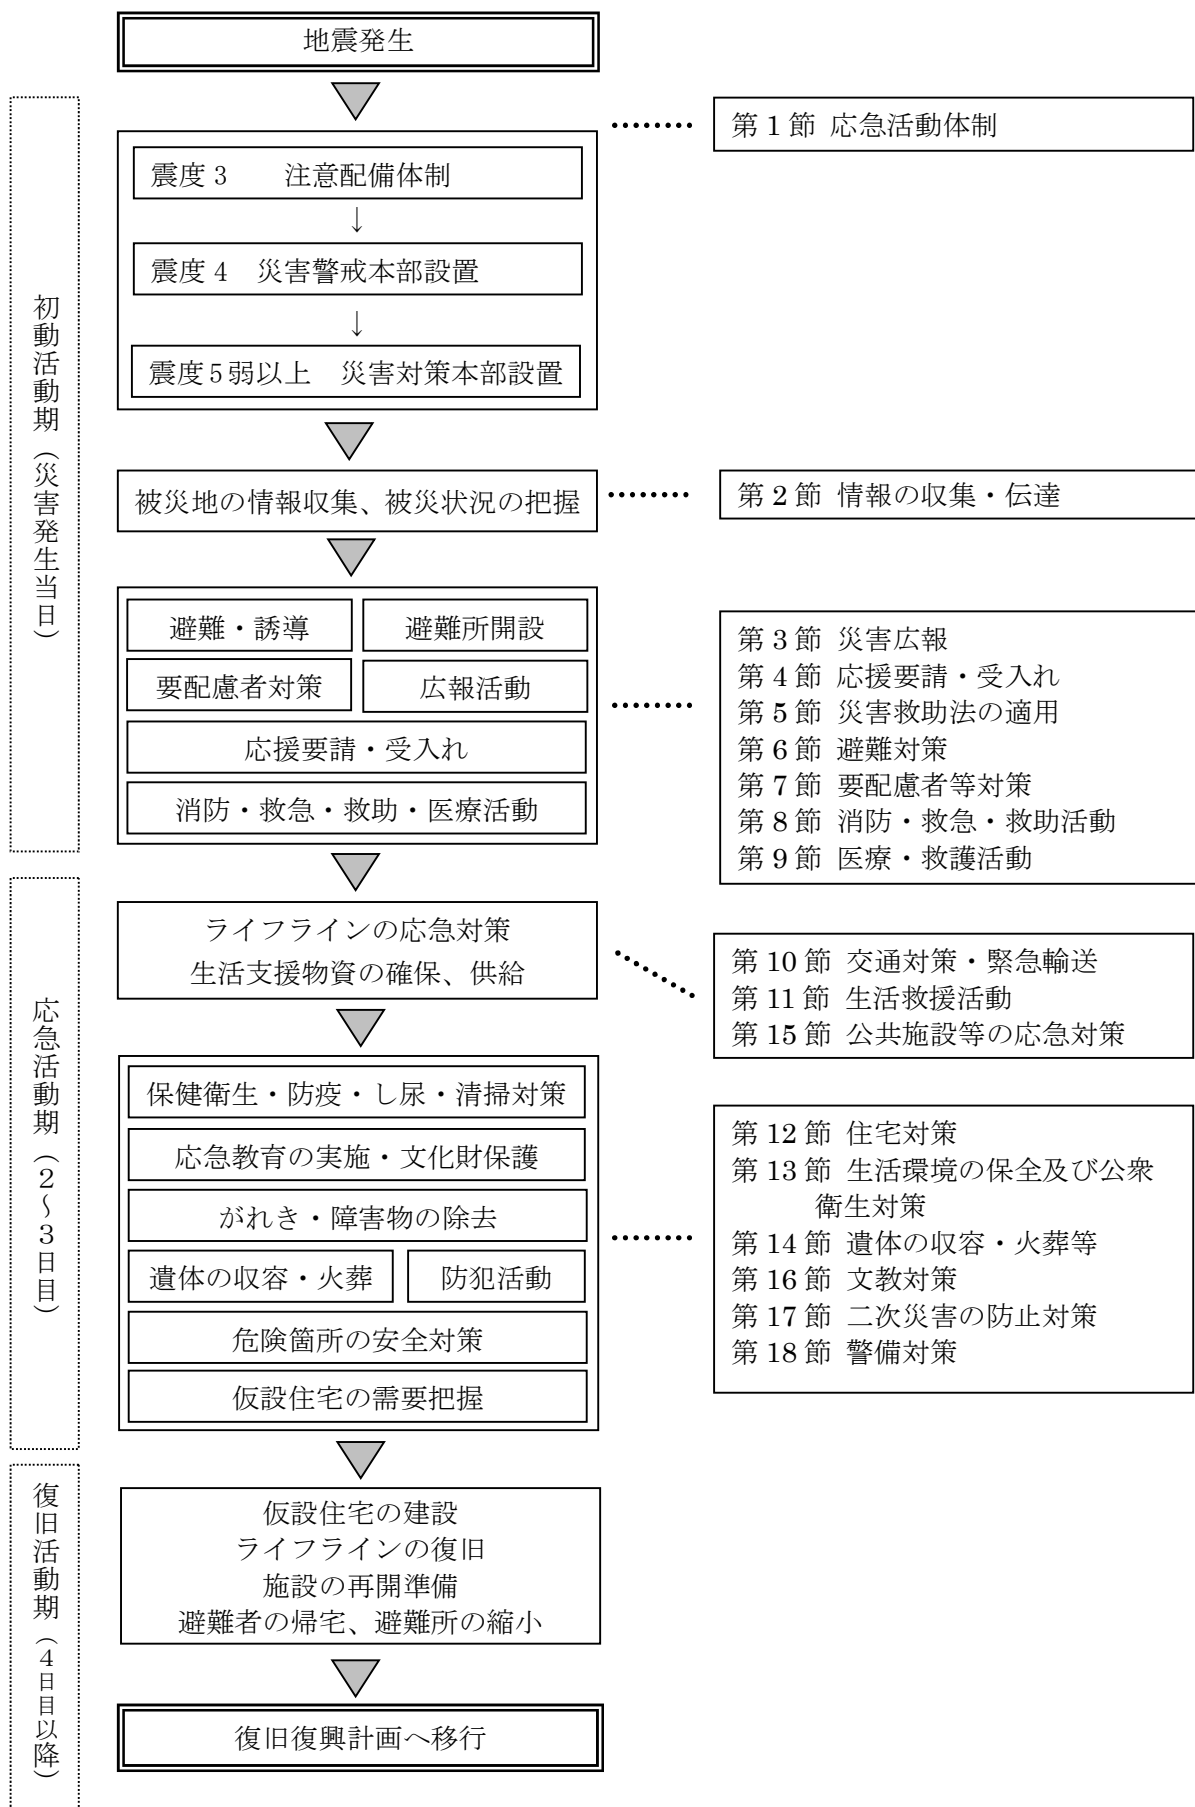 地震発生
初動活動期（災害発生当日）
第１節 応急活動体制
震度３　　注意配備体制
↓
震度４　災害警戒本部設置
↓
震度５弱以上　災害対策本部設置
被災地の情報収集、被災状況の把握
第２節 情報の収集・伝達
避難・誘導
避難所開設
要配慮者対策
広報活動
応援要請・受入れ
消防・救急・救助・医療活動
第３節 災害広報
第４節 応援要請・受入れ
第５節 災害救助法の適用
第６節 避難対策
第７節 要配慮者等対策
第８節 消防・救急・救助活動
第９節 医療・救護活動
応急活動期（２～３日目）
ライフラインの応急対策
生活支援物資の確保、供給
第 10 節 交通対策・緊急輸送
第 11 節 生活救援活動
第 15 節 公共施設等の応急対策
保健衛生・防疫・し尿・清掃対策
応急教育の実施・文化財保護
がれき・障害物の除去
遺体の収容・火葬
防犯活動
危険箇所の安全対策
仮設住宅の需要把握
第 12 節 住宅対策
第 13 節 生活環境の保全及び公衆
衛生対策
第 14 節 遺体の収容・火葬等
第 16 節 文教対策
第 17 節 二次災害の防止対策
第 18 節 警備対策
復旧活動期（４日目以降）
仮設住宅の建設
ライフラインの復旧
施設の再開準備
避難者の帰宅、避難所の縮小
復旧復興計画へ移行